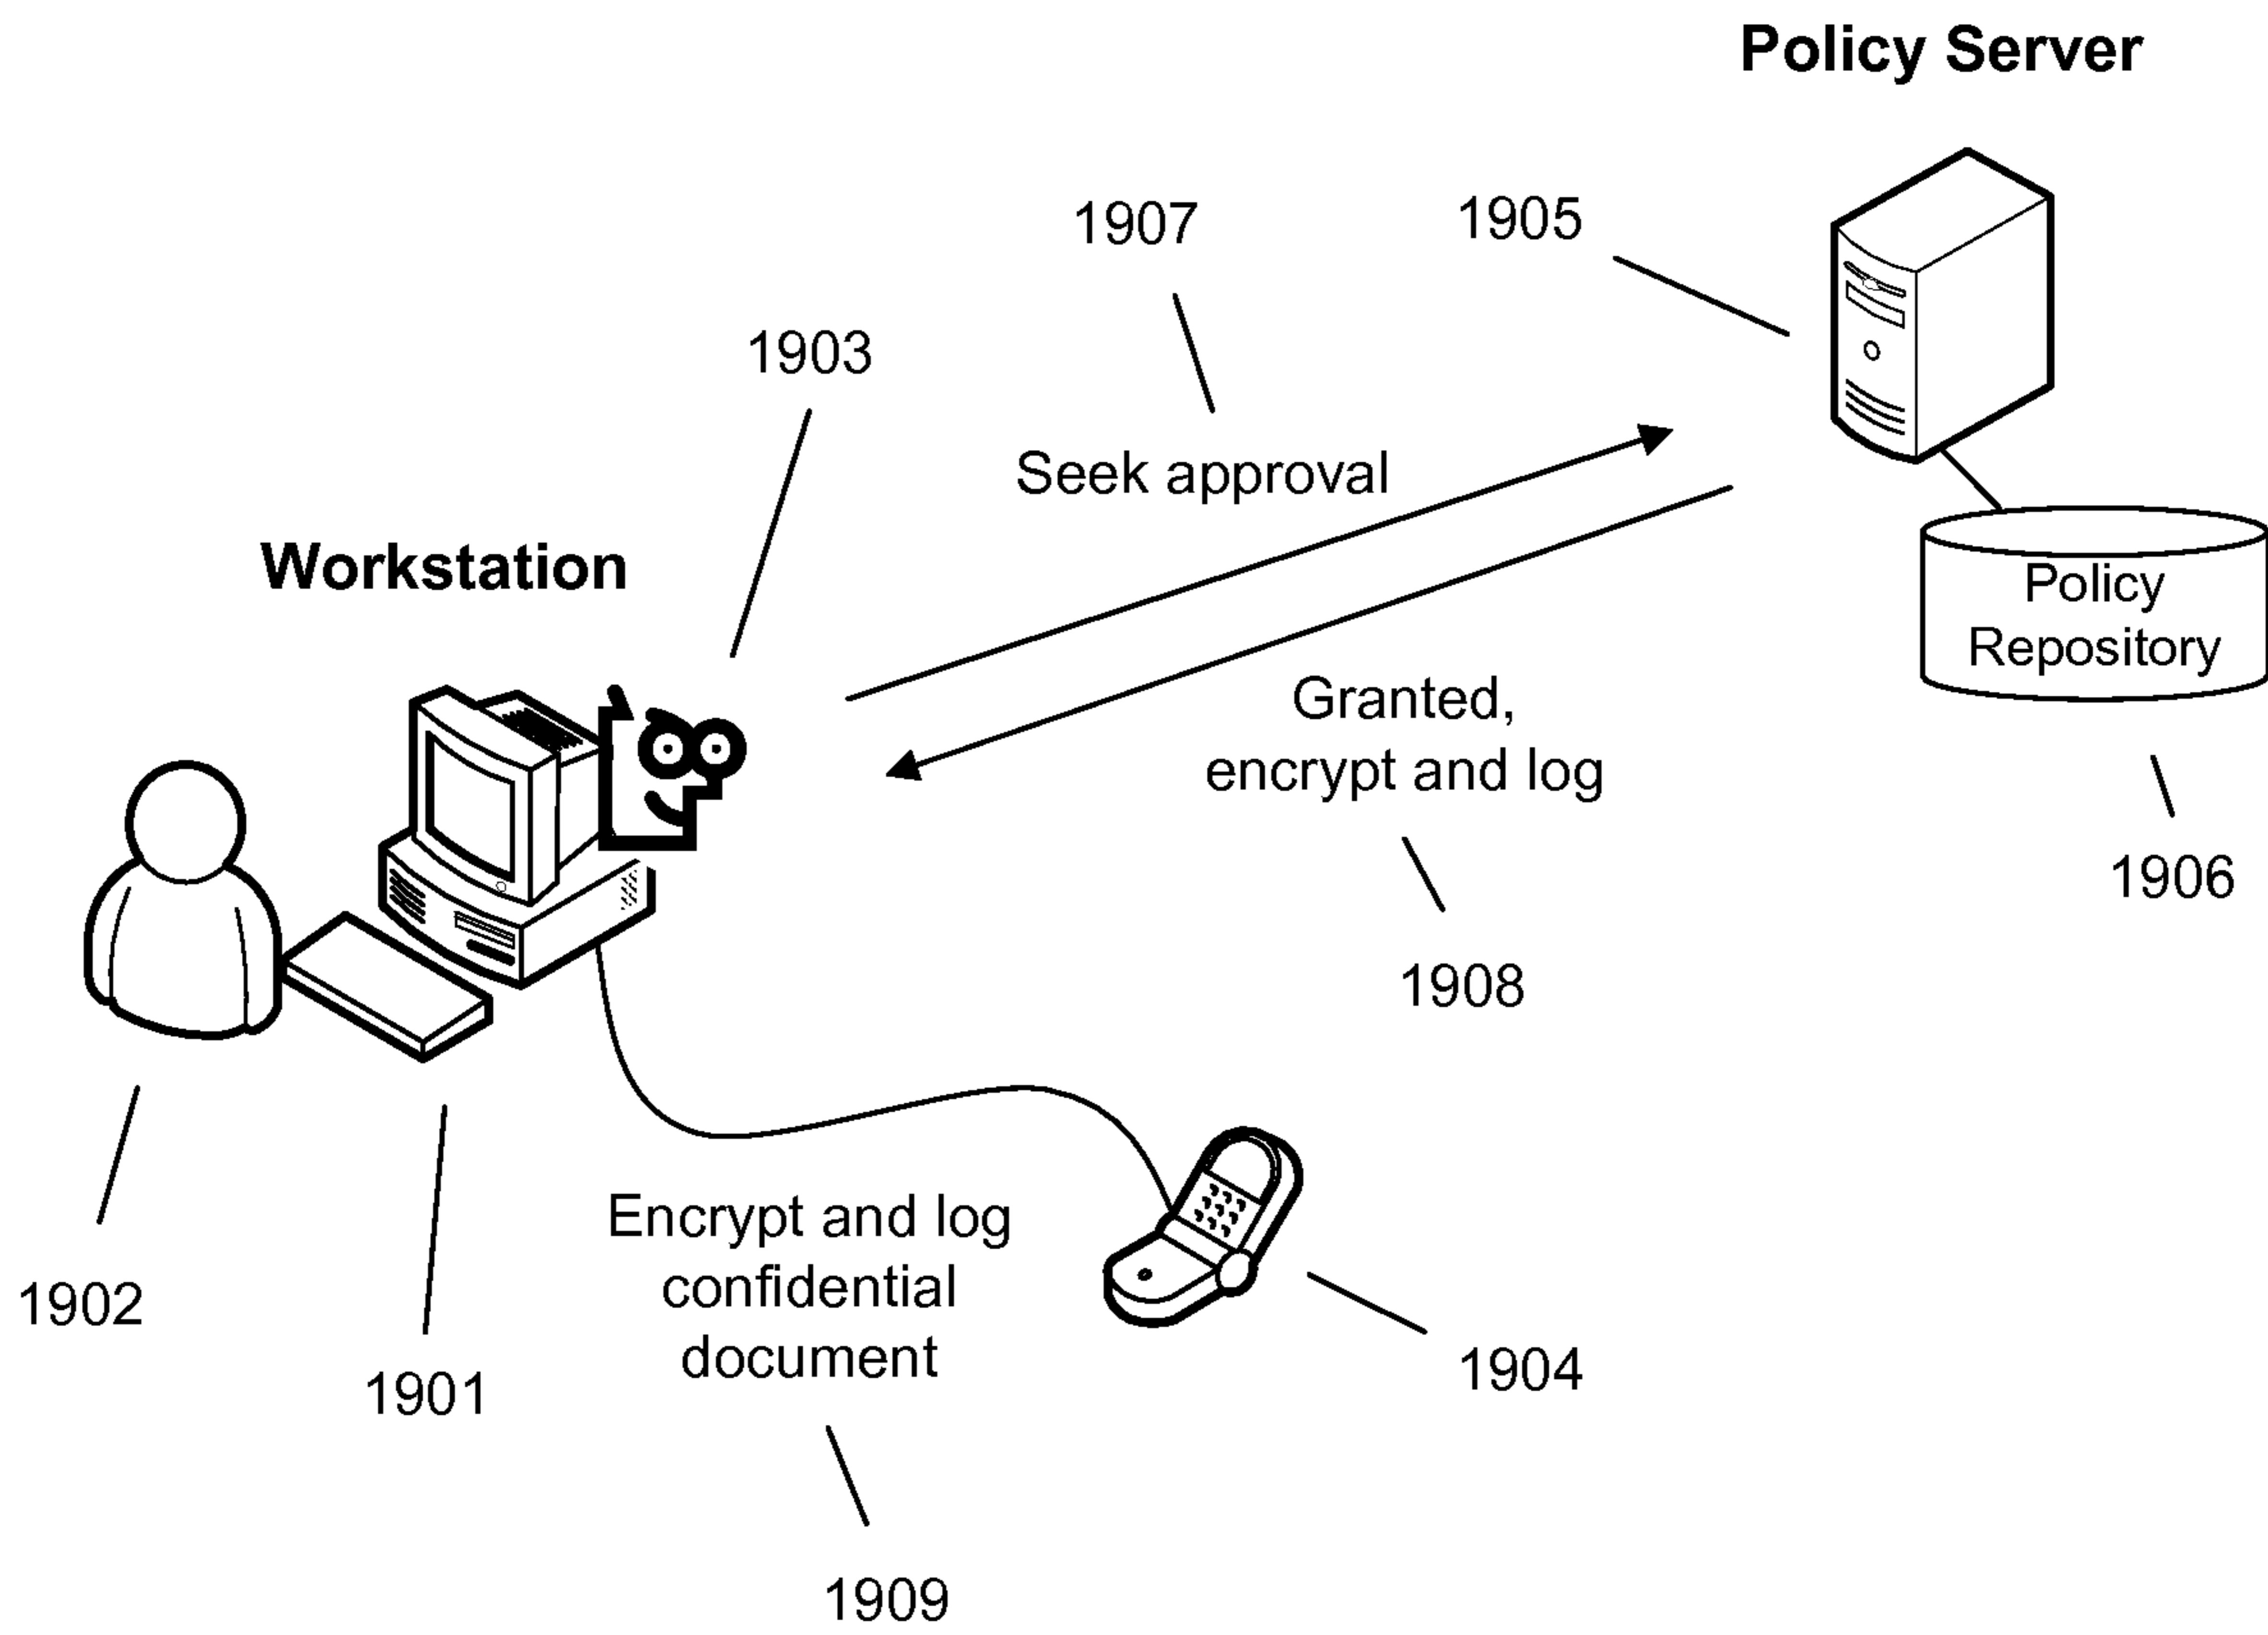 Policy Server
1907
1905
1903
Seek approval
Workstation
Policy
Repository
Granted,
encrypt and log
1906
1908
Encrypt and log
confidential
document
1902
1901
1904
1909